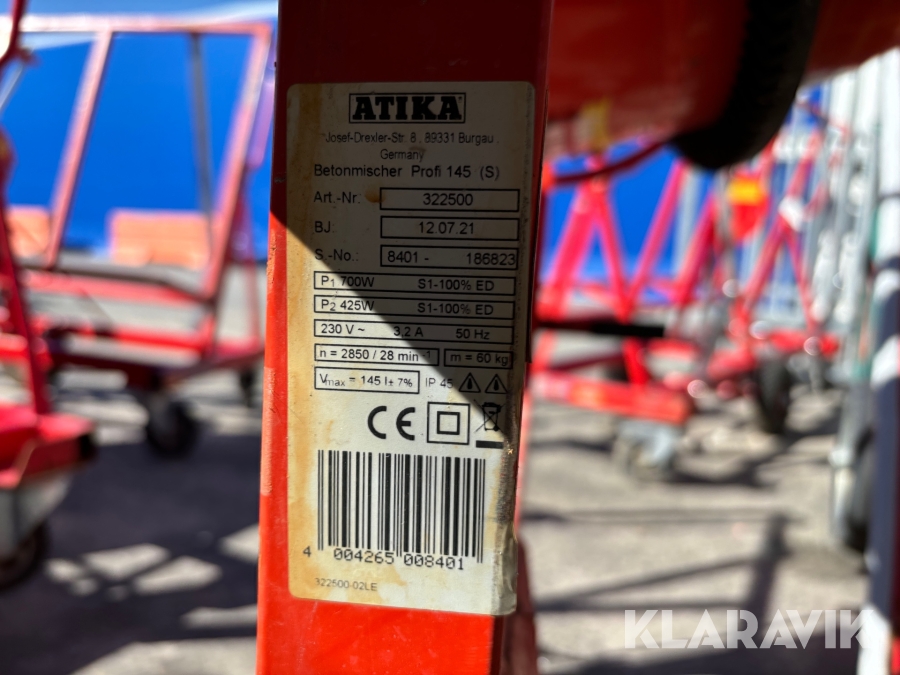 ATIKA
Josef-Drexler-Str. 8 , 89331 Burgau ,
Germany
Betonmischer Profi 145 (S)
Art.-Nr. 322500
BJ: 12.07.21
S.-No.: 8401 - 186823
P1 700W S1-100% ED
P2 425W S1-100% ED
230 V ~ 3,2 A 50 Hz
n = 2850 / 28 min-1 m = 60 kg
Vmax = 145 l ± 7% IP 45
CE
4 004265 008401
322500-02LE
KLARAVIK